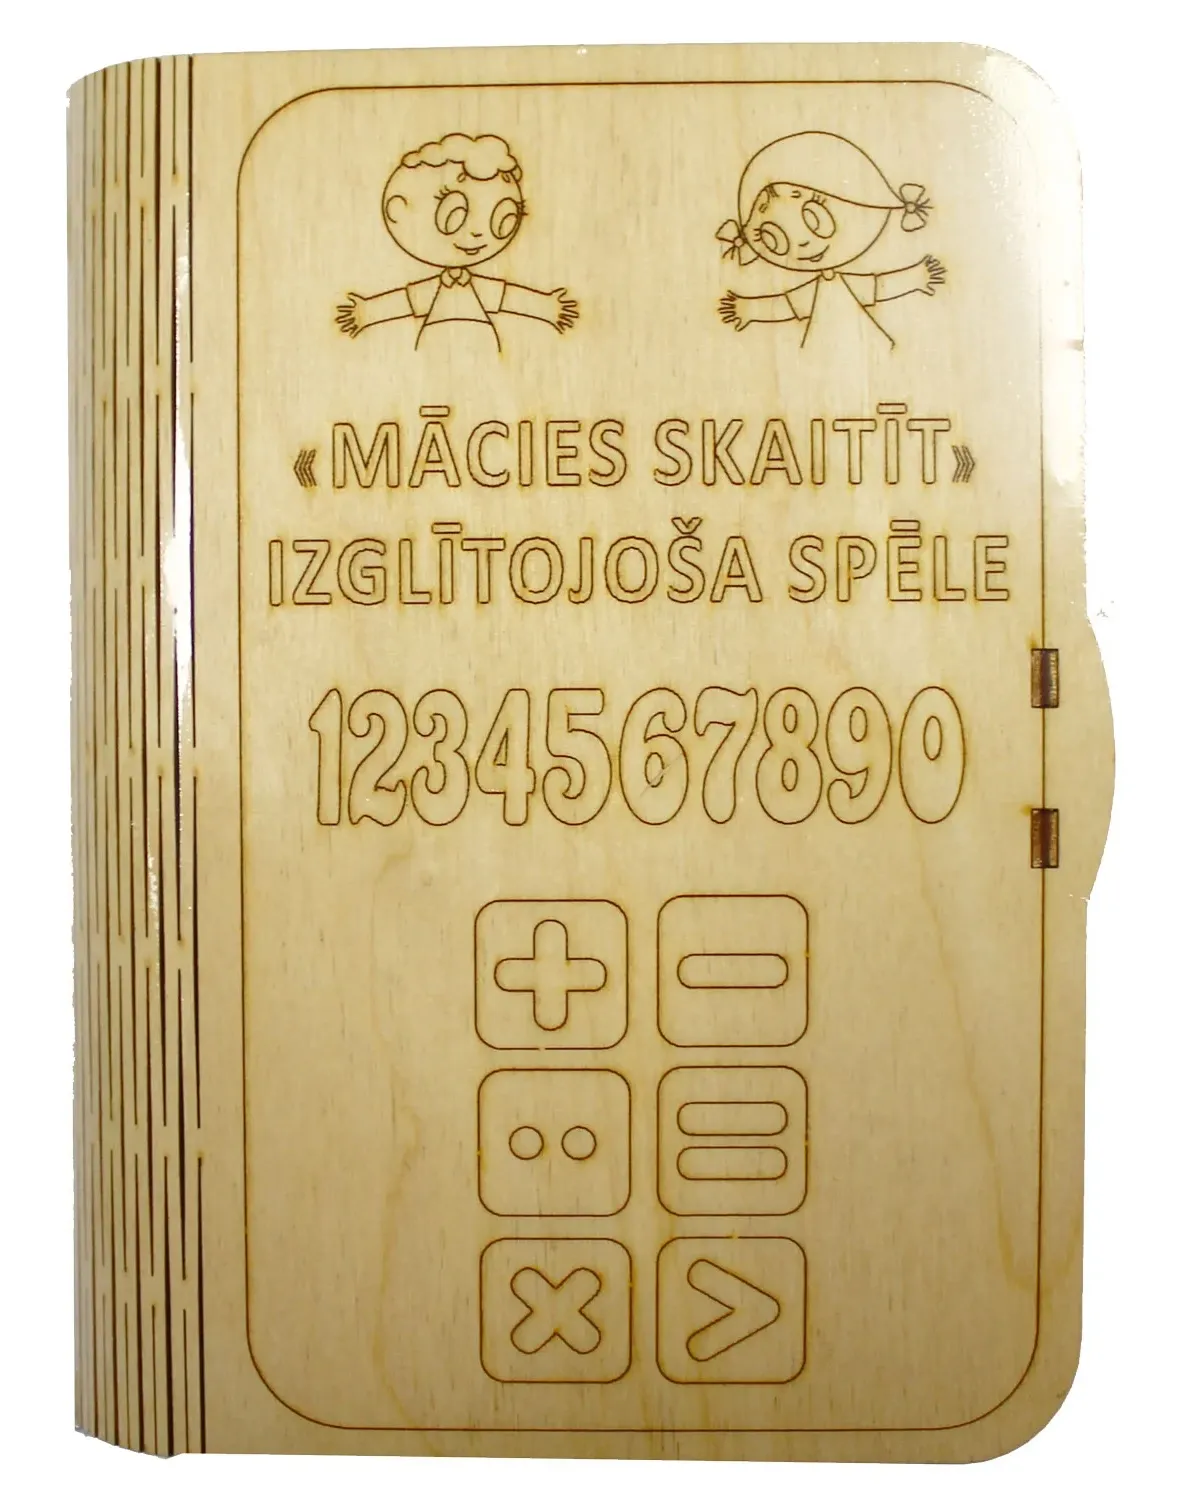 «MĀCIES SKAITĪT»
IZGLĪTOJOŠA SPĒLE
1234567890
+ −
: =
× >